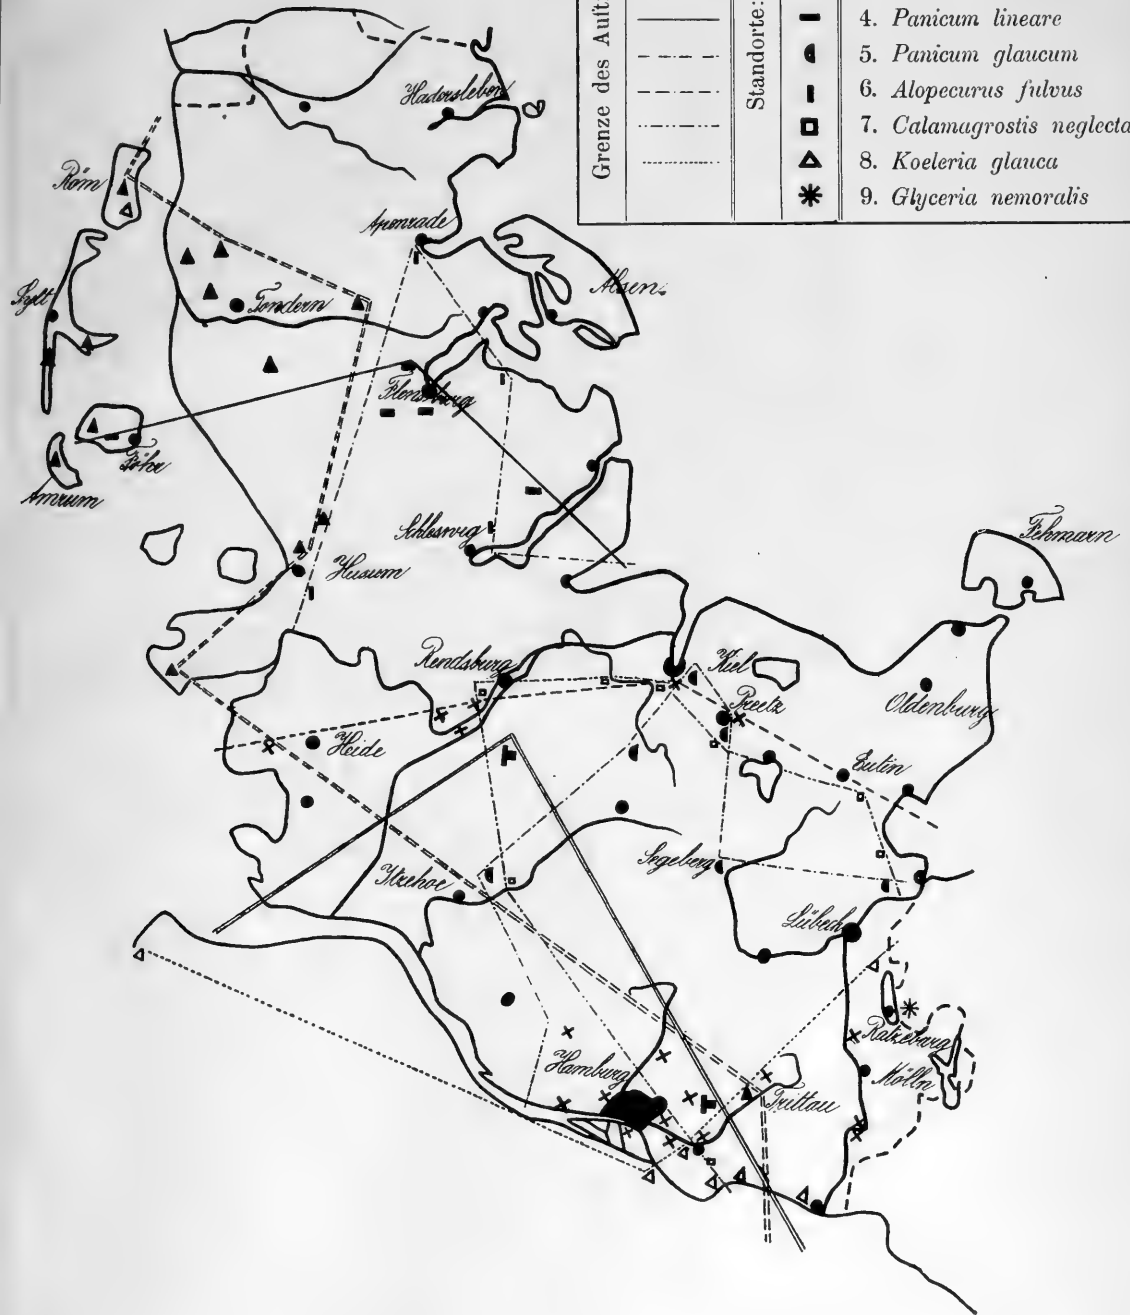 Grenze des Auft
Standorte:
4. Panicum lineare
5. Panicum glaucum
6. Alopecurus fulvus
7. Calamagrostis neglecta
8. Koeleria glauca
9. Glyceria nemoralis
Hadersleben
Röm
Apenrade
Sylt
Alsen
Tondern
Flensburg
Föhr
Amrum
Schleswig
Fehmarn
Husum
Rendsburg
Kiel
Preetz
Oldenburg
Heide
Eutin
Segeberg
Itzehoe
Lübeck
Ratzeburg
Hamburg
Mölln
Trittau